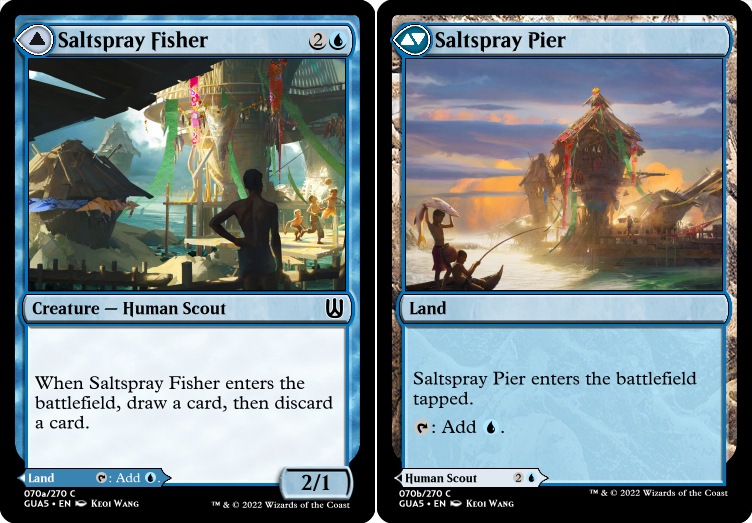 Saltspray Fisher 2
Creature — Human Scout
When Saltspray Fisher enters the
battlefield, draw a card, then discard
a card.
Land : Add .
2/1
070a/270 C
GUA5 • EN Keoi Wang
™ & © 2022 Wizards of the Coast
Saltspray Pier
Land
Saltspray Pier enters the battlefield
tapped.
: Add .
Human Scout 2
070b/270 C
GUA5 • EN Keoi Wang
™ & © 2022 Wizards of the Coast